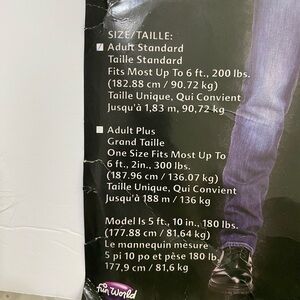 SIZE/TAILLE:
Adult Standard
Taille Standard
Fits Most Up To 6 ft., 200 lbs.
(182.88 cm / 90.72 kg)
Taille Unique, Qui Convient
Jusqu'à 1,83 m, 90,72 kg
Adult Plus
Grand Taille
One Size Fits Most Up To
6 ft., 2in., 300 lbs.
(187.96 cm / 136.07 kg)
Taille Unique, Qui Convient
Jusqu'à 188 m / 136 kg
Model Is 5 ft., 10 in., 180 lbs.
(177.88 cm / 81,64 kg)
Le mannequin mesure
5 pi 10 po et pèse 180 lb
177,9 cm / 81,6 kg
fun World